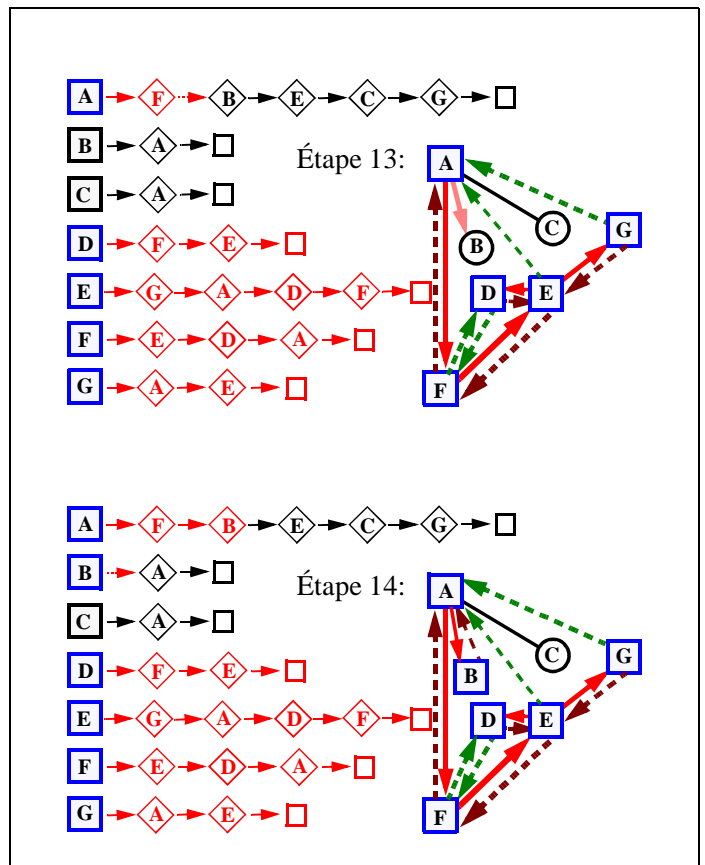 A F B E C G
B A
Étape 13:
C A
D F E
E G A D F
F E D A
G A E
A
C
G
B
D E
F
A F B E C G
B A
Étape 14:
C A
D F E
E G A D F
F E D A
G A E
A
C G
B
D E
F